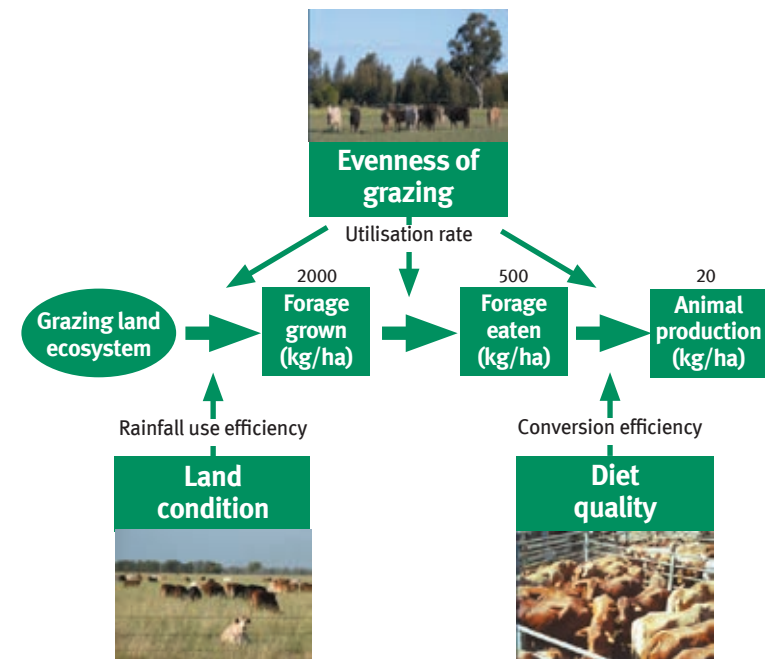 Evenness of
grazing
Utilisation rate
2000
500
20
Grazing land
ecosystem
Forage
grown
(kg/ha)
Forage
eaten
(kg/ha)
Animal
production
(kg/ha)
Rainfall use efficiency
Conversion efficiency
Land
condition
Diet
quality